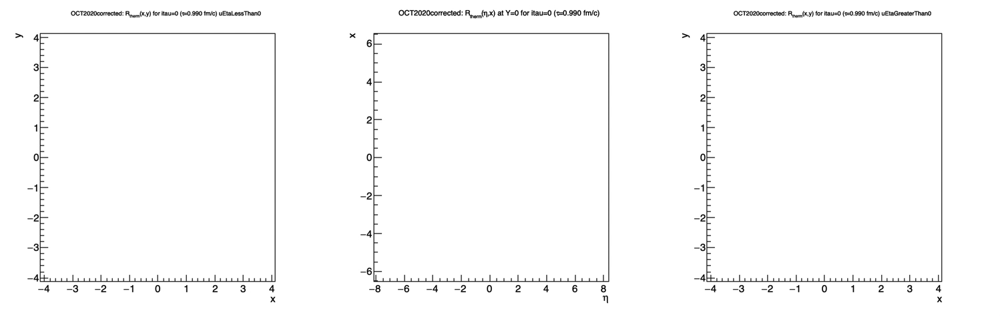 OCT2020corrected: Rtherm(x,y) for itau=0 (τ=0.990 fm/c) uEtaLessThan0
y
4
3
2
1
0
−1
−2
−3
−4
−4 −3 −2 −1 0 1 2 3 4
x
OCT2020corrected: Rtherm(η,x) at Y=0 for itau=0 (τ=0.990 fm/c)
x
6
4
2
0
−2
−4
−6
−8 −6 −4 −2 0 2 4 6 8
η
OCT2020corrected: Rtherm(x,y) for itau=0 (τ=0.990 fm/c) uEtaGreaterThan0
y
4
3
2
1
0
−1
−2
−3
−4
−4 −3 −2 −1 0 1 2 3 4
x